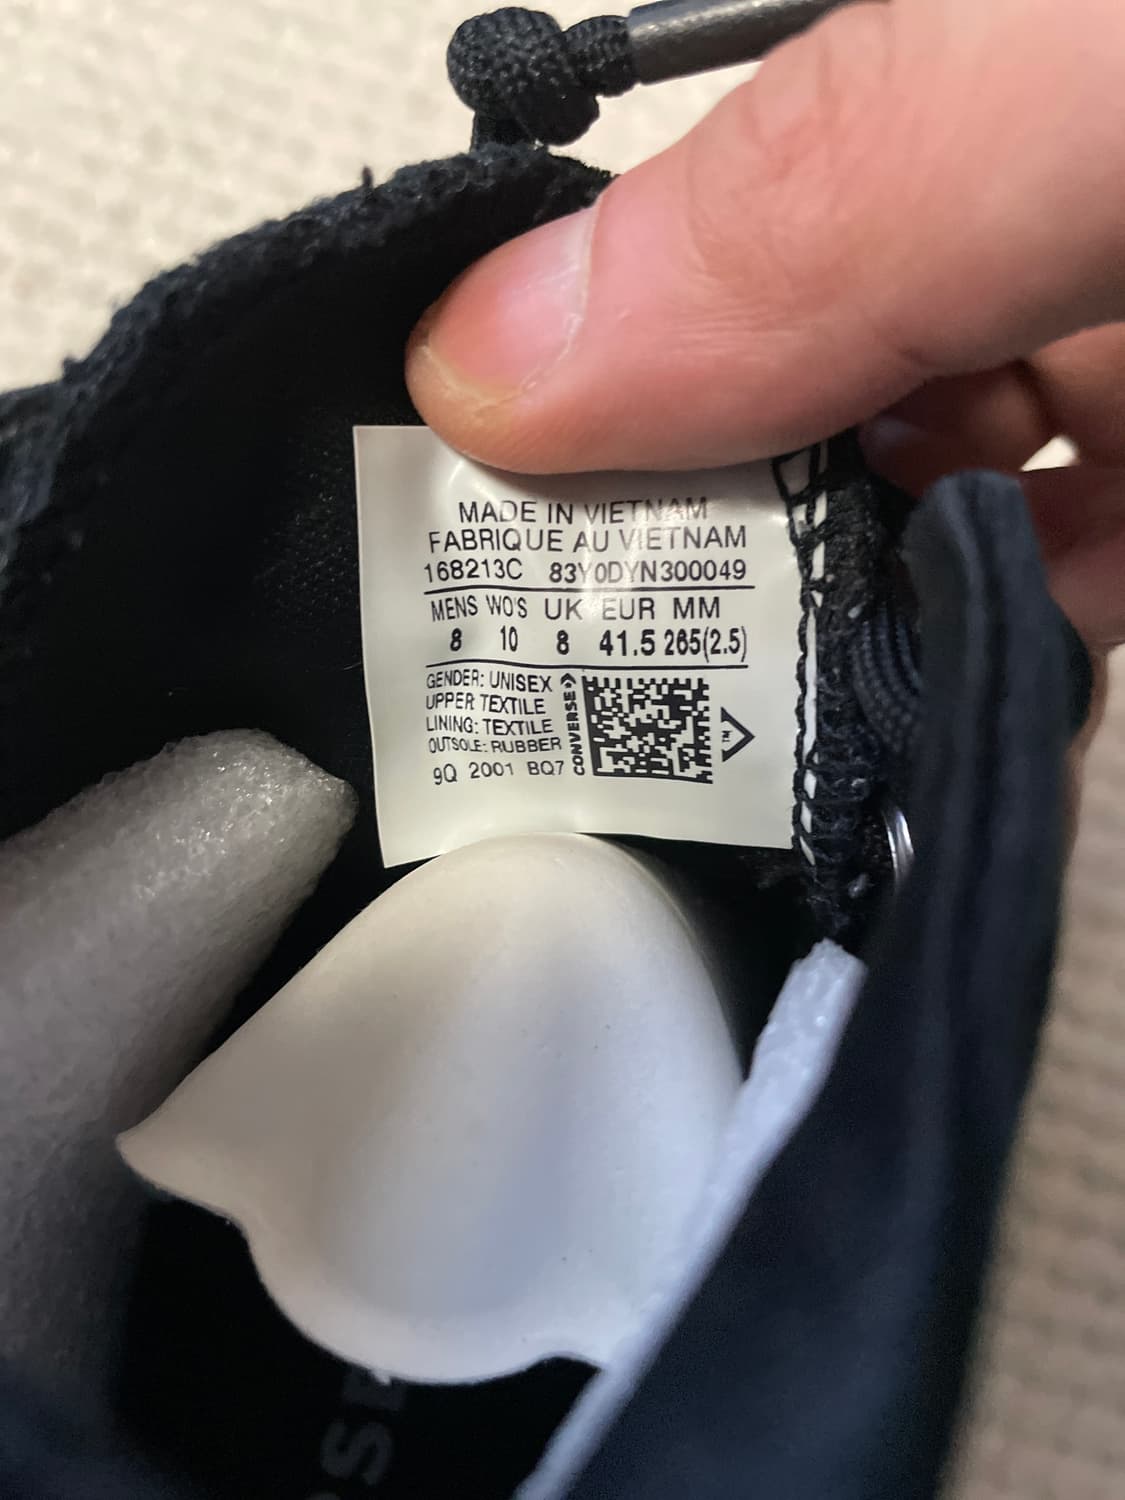 MADE IN VIETNAM
FABRIQUE AU VIETNAM
168213C 83Y0DYN300049
MENS WO'S UK EUR MM
8 10 8 41.5 265(2.5)
GENDER: UNISEX
UPPER TEXTILE
LINING: TEXTILE
OUTSOLE: RUBBER
9Q 2001 BQ7
CONVERSE
TM